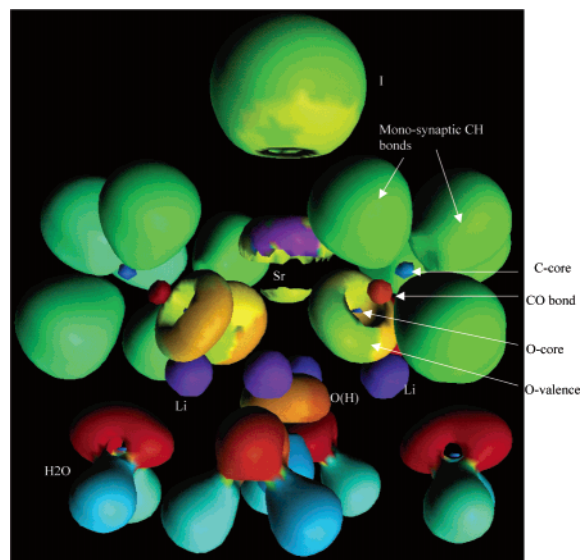 I
Mono-synaptic CH
bonds
C-core
Sr
CO bond
O-core
O-valence
Li
O(H)
Li
H2O